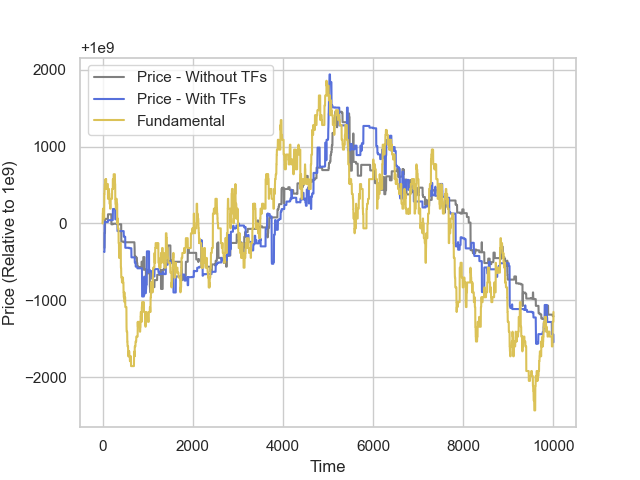 +1e9
Price - Without TFs
Price - With TFs
Fundamental
2000
1000
0
−1000
−2000
Price (Relative to 1e9)
0 2000 4000 6000 8000 10000
Time